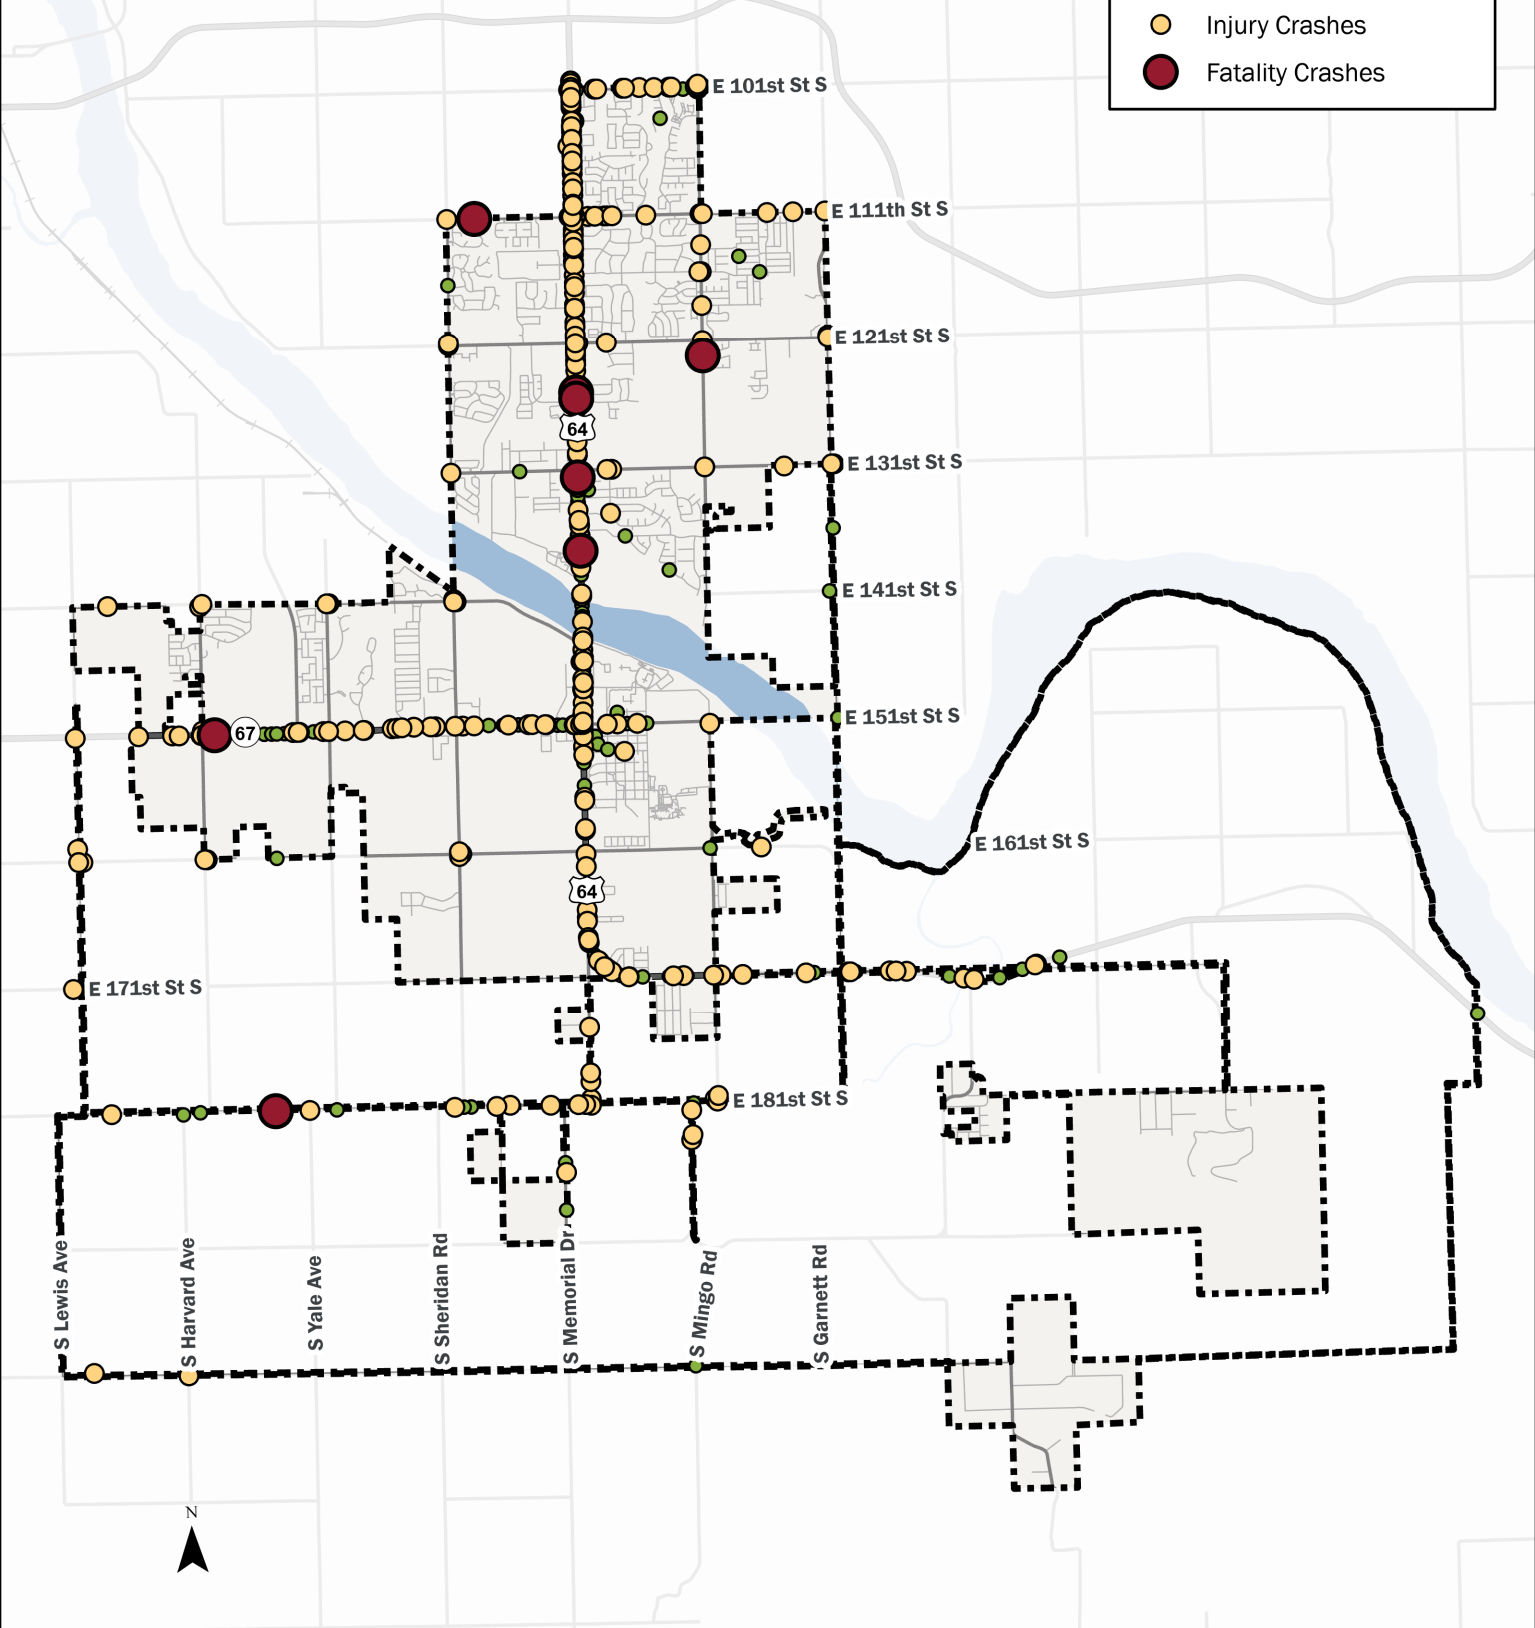 Injury Crashes
Fatality Crashes
E 101st St S
E 111th St S
E 121st St S
64
E 131st St S
E 141st St S
E 151st St S
67
E 161st St S
64
E 171st St S
E 181st St S
S Lewis Ave
S Harvard Ave
S Yale Ave
S Sheridan Rd
S Memorial Dr
S Mingo Rd
S Garnett Rd
N